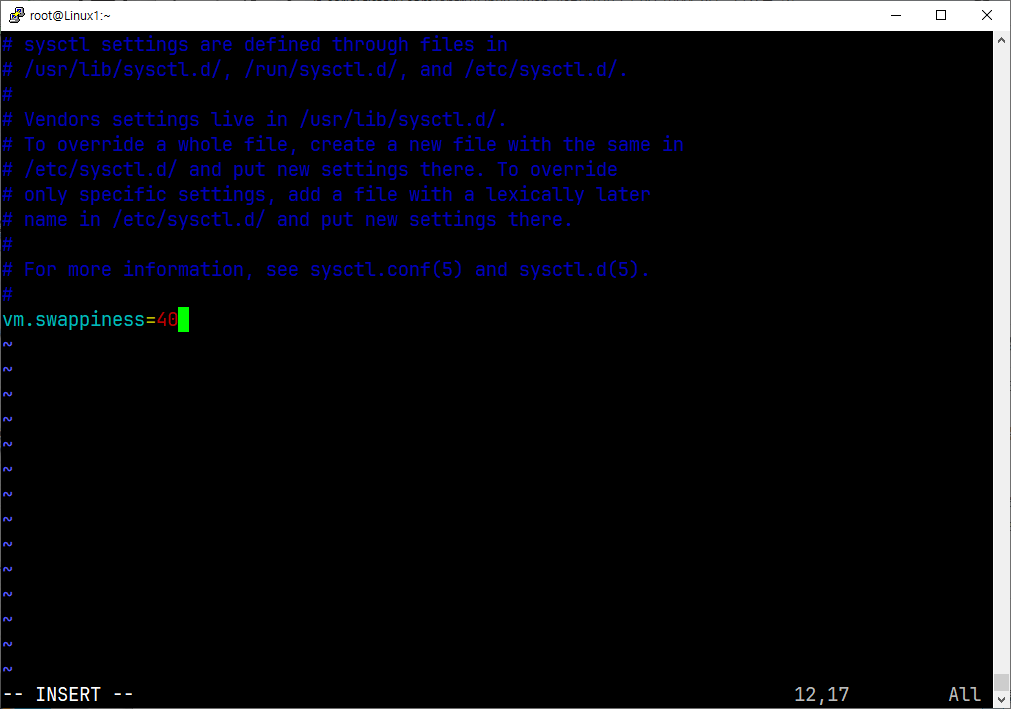 root@Linux1:~
# sysctl settings are defined through files in
# /usr/lib/sysctl.d/, /run/sysctl.d/, and /etc/sysctl.d/.
#
# Vendors settings live in /usr/lib/sysctl.d/.
# To override a whole file, create a new file with the same in
# /etc/sysctl.d/ and put new settings there. To override
# only specific settings, add a file with a lexically later
# name in /etc/sysctl.d/ and put new settings there.
#
# For more information, see sysctl.conf(5) and sysctl.d(5).
#
vm.swappiness=40
~
~
~
~
~
~
~
~
~
~
~
~
~
~
-- INSERT -- 12,17 All